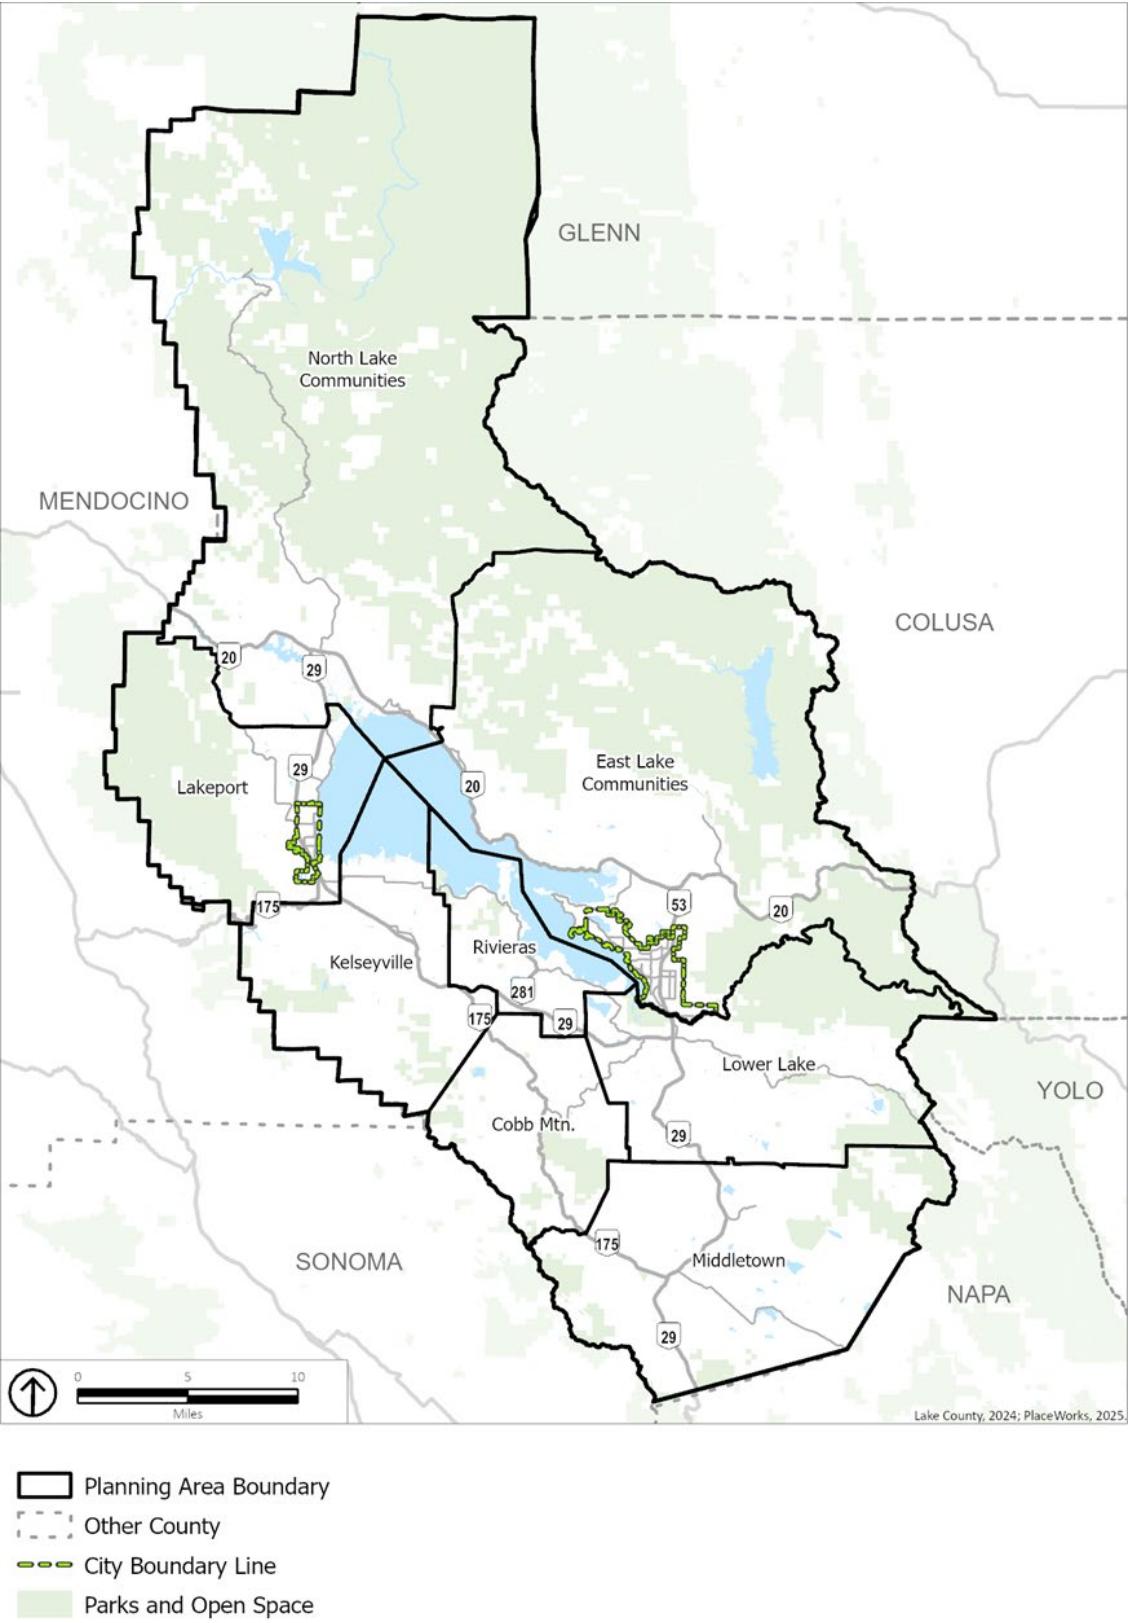 GLENN
North Lake
Communities
MENDOCINO
COLUSA
20
29
29
Lakeport
East Lake
Communities
20
175
53
20
Rivieras
Kelseyville
281
175
29
Lower Lake
YOLO
Cobb Mtn.
29
SONOMA
175
Middletown
NAPA
29
0 5 10
Miles
Lake County, 2024; PlaceWorks, 2025.
Planning Area Boundary
Other County
City Boundary Line
Parks and Open Space